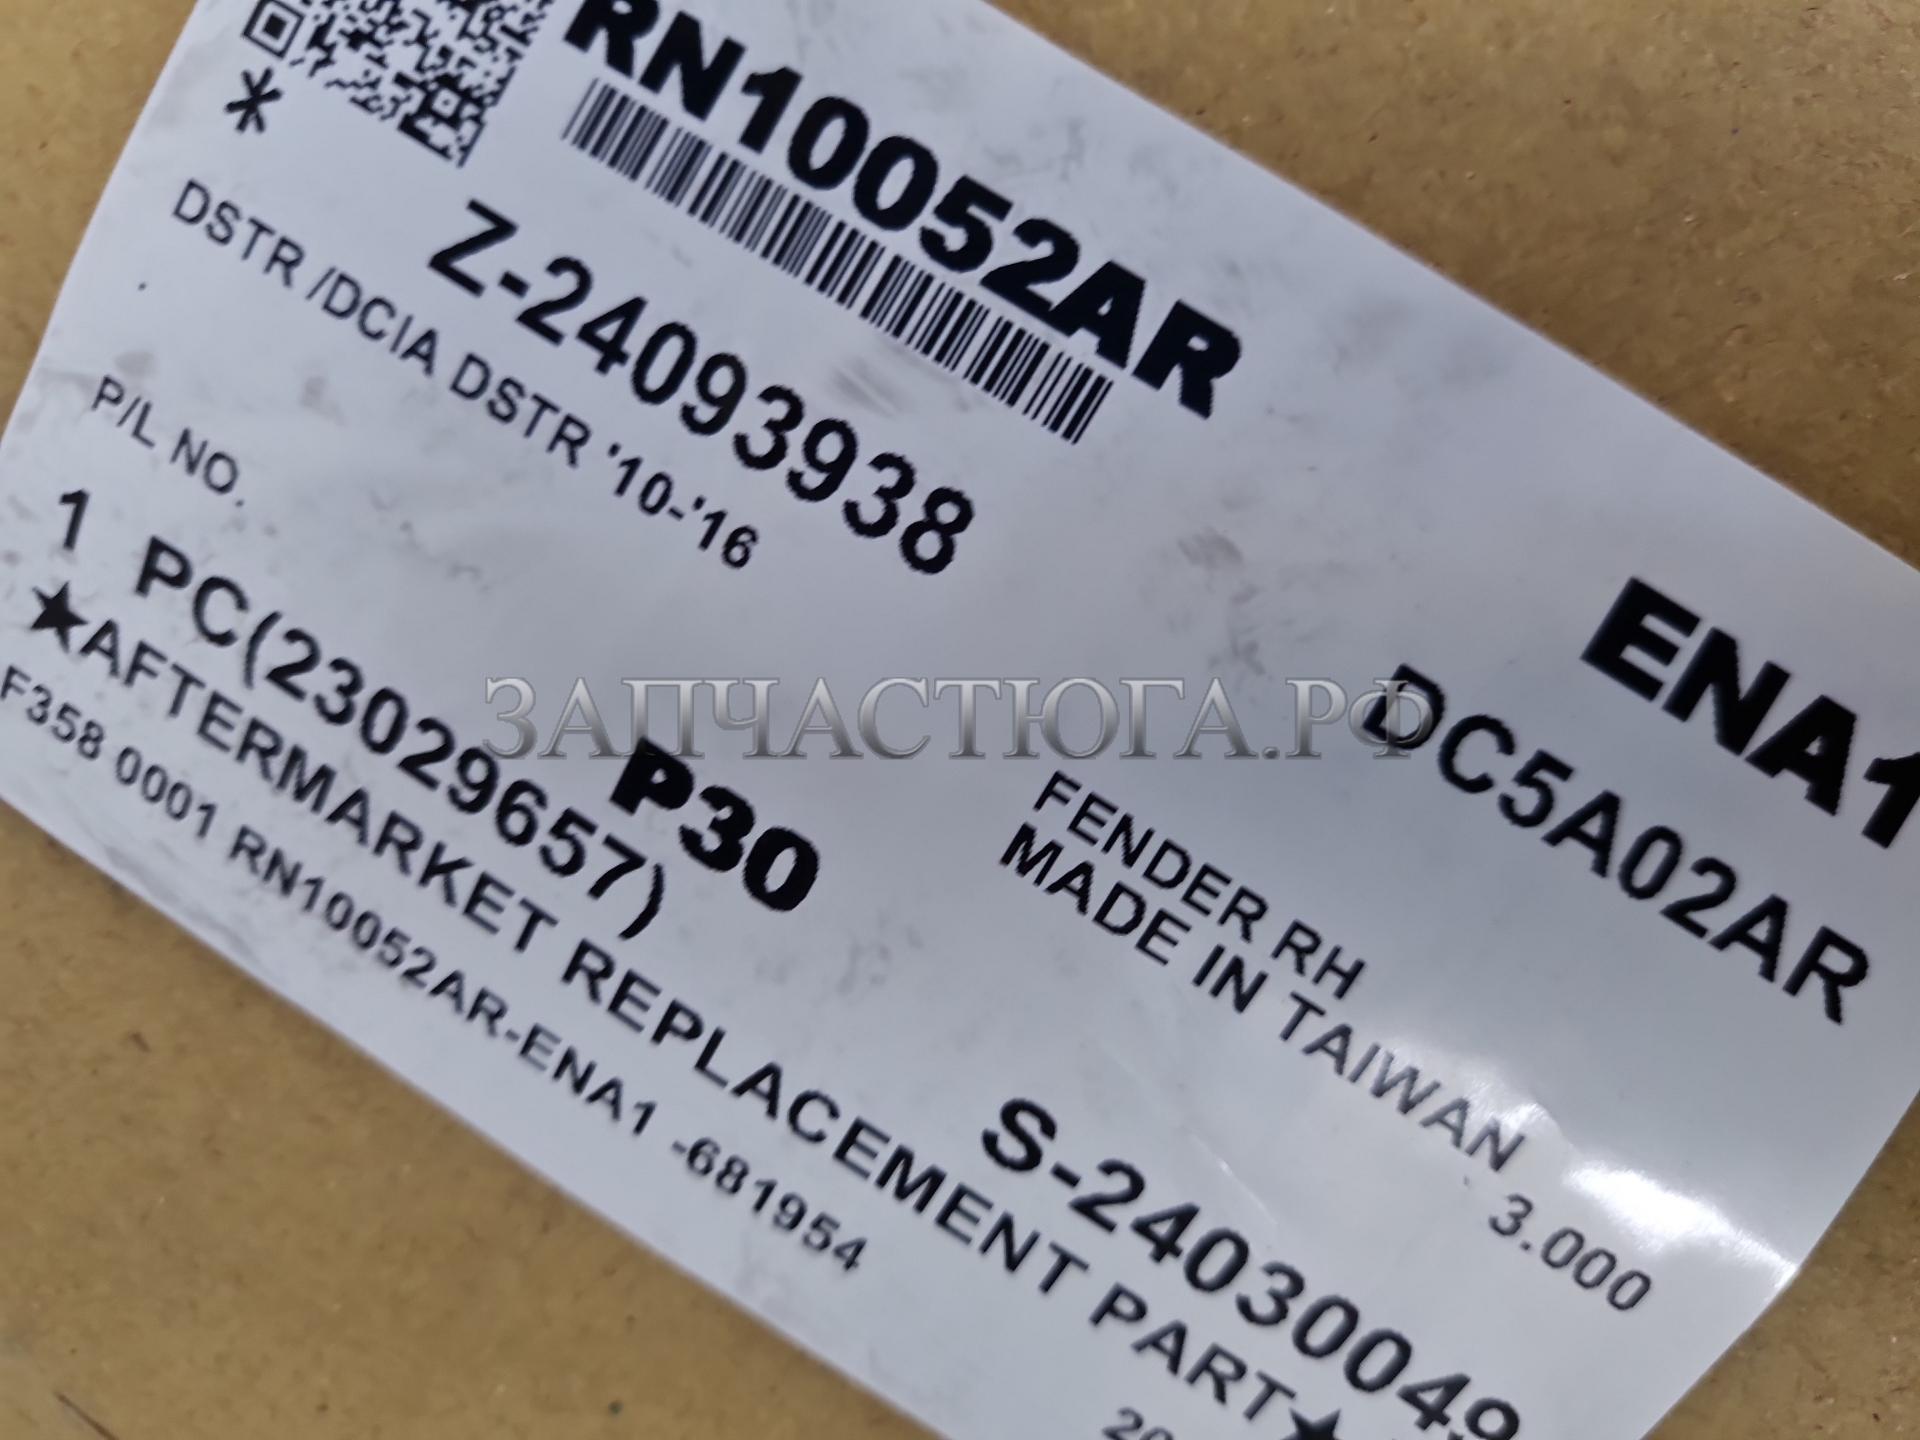 RN10052AR
*
Z-24093938
DSTR /DCIA DSTR '10-'16
ENA1
P/L NO.
DC5A02AR
1 PC(23029657)
P30
FENDER RH
MADE IN TAIWAN
3.000
★AFTERMARKET REPLACEMENT PART★
S-24030049
F358 0001 RN10052AR-ENA1 -681954
ЗАПЧАСТЮГА.РФ